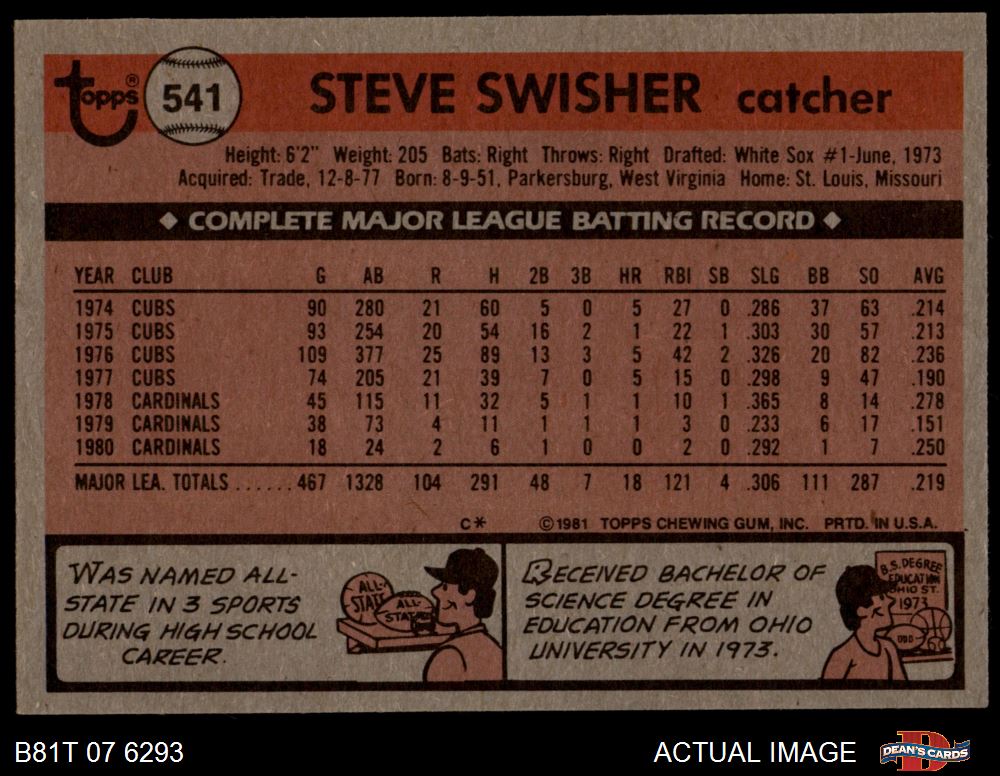 Topps®
541
STEVE SWISHER catcher
Height: 6'2" Weight: 205 Bats: Right Throws: Right Drafted: White Sox #1-June, 1973
Acquired: Trade, 12-8-77 Born: 8-9-51, Parkersburg, West Virginia Home: St. Louis, Missouri
◆ COMPLETE MAJOR LEAGUE BATTING RECORD ◆
YEAR CLUB G AB R H 2B 3B HR RBI SB SLG BB SO AVG
1974 CUBS 90 280 21 60 5 0 5 27 0 .286 37 63 .214
1975 CUBS 93 254 20 54 16 2 1 22 1 .303 30 57 .213
1976 CUBS 109 377 25 89 13 3 5 42 2 .326 20 82 .236
1977 CUBS 74 205 21 39 7 0 5 15 0 .298 9 47 .190
1978 CARDINALS 45 115 11 32 5 1 1 10 1 .365 8 14 .278
1979 CARDINALS 38 73 4 11 1 1 1 3 0 .233 6 17 .151
1980 CARDINALS 18 24 2 6 1 0 0 2 0 .292 1 7 .250
MAJOR LEA. TOTALS ...... 467 1328 104 291 48 7 18 121 4 .306 111 287 .219
C* ©1981 TOPPS CHEWING GUM, INC. PRTD. IN U.S.A.
WAS NAMED ALL-
STATE IN 3 SPORTS
DURING HIGH SCHOOL
CAREER.
ALL-
STATE
ALL-
STATE
RECEIVED BACHELOR OF
SCIENCE DEGREE IN
EDUCATION FROM OHIO
UNIVERSITY IN 1973.
B.S. DEGREE
EDUCATION
OHIO ST.
1973
B81T 07 6293
ACTUAL IMAGE
DEAN'S CARDS